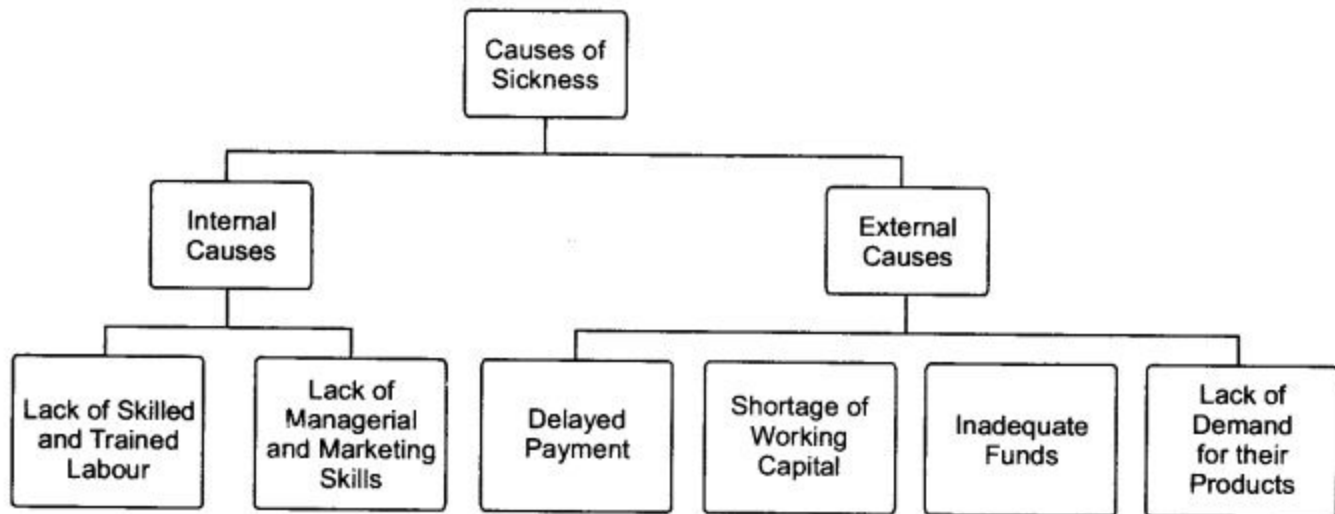 Causes of
Sickness
Internal
Causes
External
Causes
Lack of Skilled
and Trained
Labour
Lack of
Managerial
and Marketing
Skills
Delayed
Payment
Shortage of
Working
Capital
Inadequate
Funds
Lack of
Demand
for their
Products